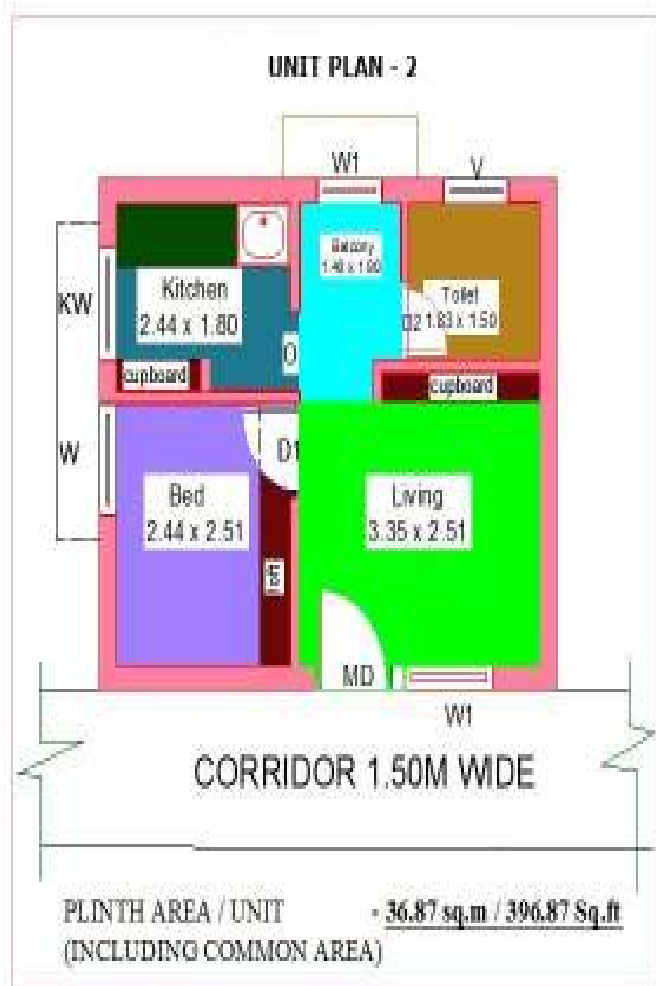 UNIT PLAN - 2
W1
V
Balcony
Kitchen
2.44 x 1.80
Toilet
1.83 x 1.50
KW
O
D2
cupboard
cupboard
W
D1
Bed
2.44 x 2.51
Living
3.35 x 2.51
MD
W1
CORRIDOR 1.50M WIDE
PLINTH AREA / UNIT - 36.87 sq.m / 396.87 Sq.ft
(INCLUDING COMMON AREA)